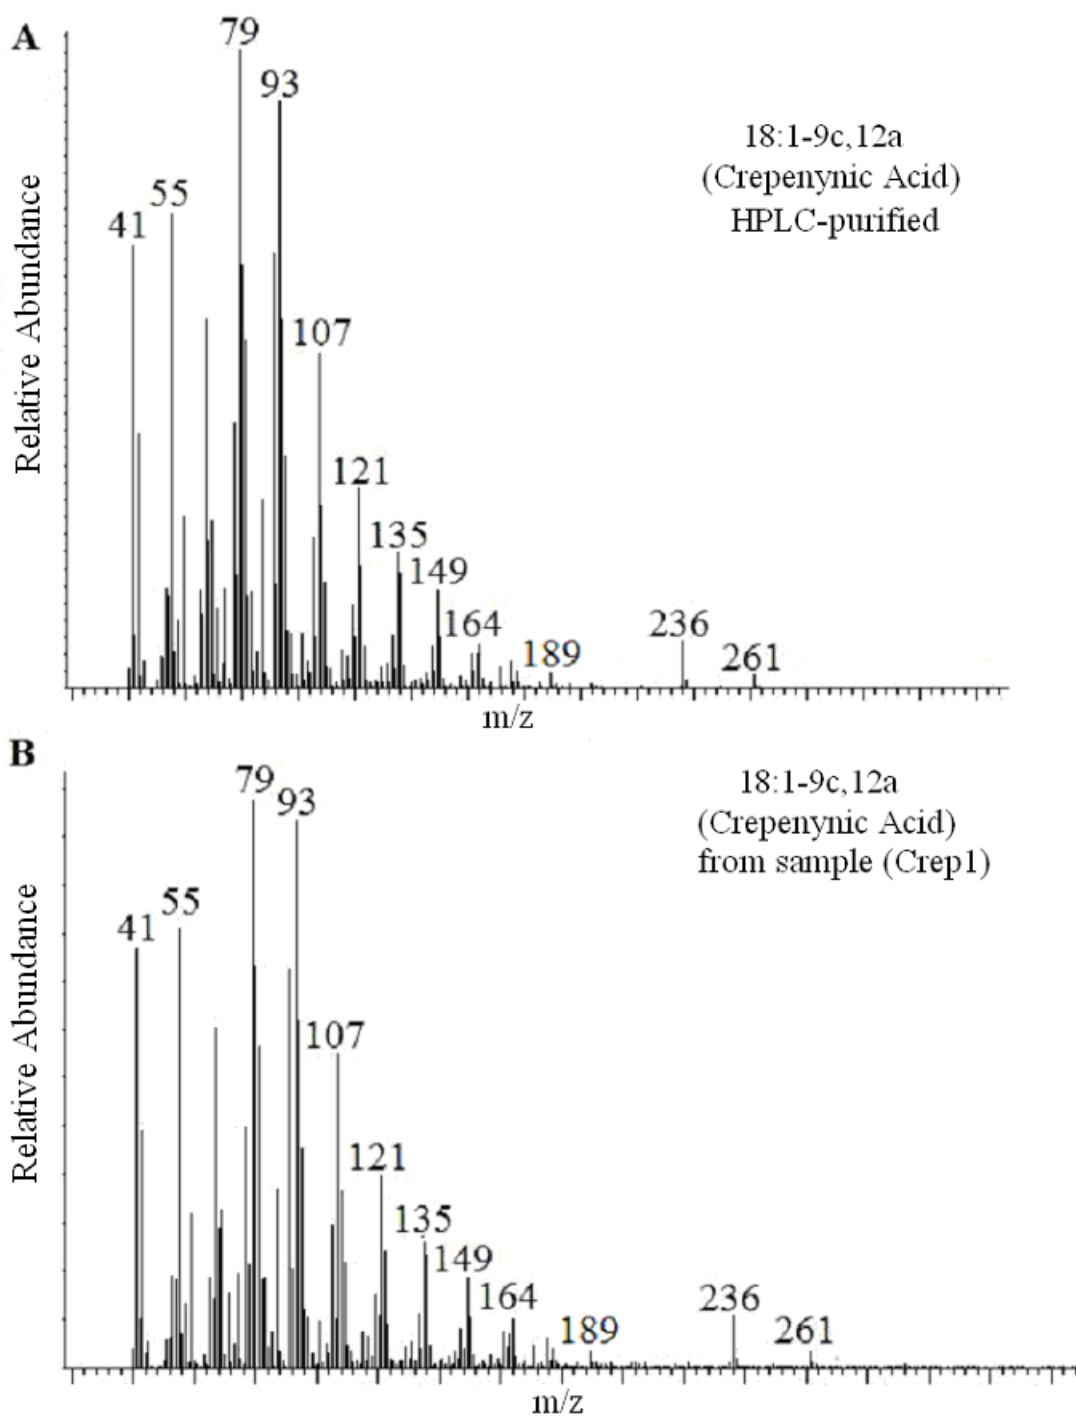 A
79
93
55
41
107
121
135
149
164
189
236
261
18:1-9c,12a
(Crepenynic Acid)
HPLC-purified
Relative Abundance
m/z
B
79
93
55
41
107
121
135
149
164
189
236
261
18:1-9c,12a
(Crepenynic Acid)
from sample (Crep1)
Relative Abundance
m/z